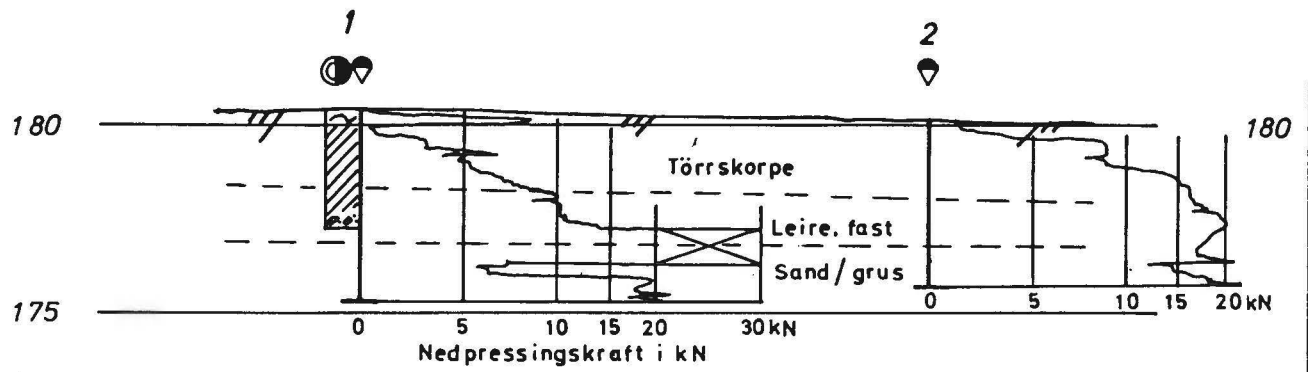 1 2
180 180
Törrskorpe
Leire, fast
Sand/grus
175
0 5 10 15 20 30 kN 0 5 10 15 20 kN
Nedpressingskraft i kN